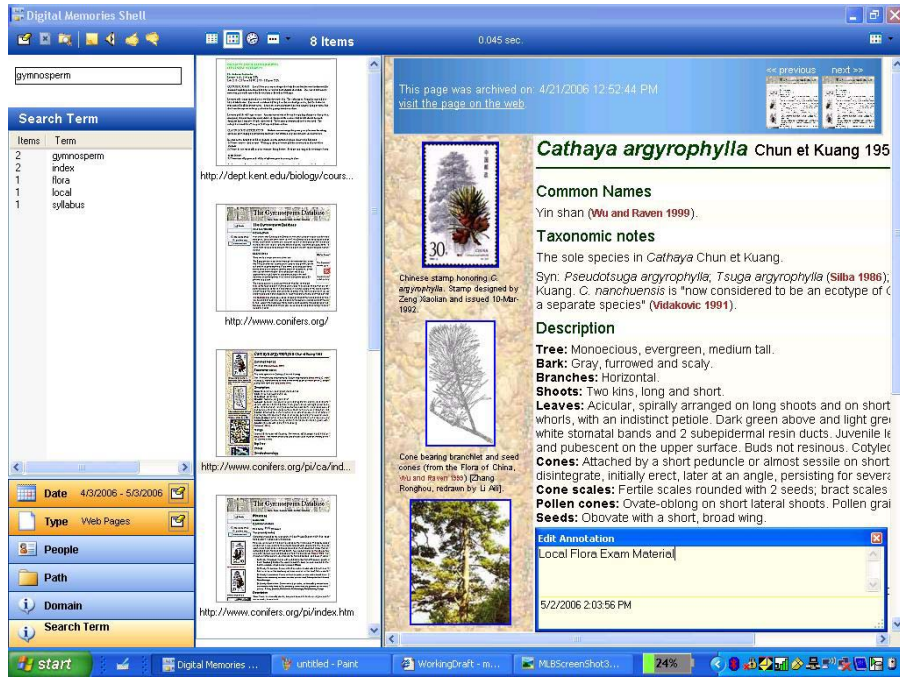 Digital Memories Shell
8 Items
0.045 sec.
gymnosperm
Search Term
Items Term
2 gymnosperm
2 index
1 flora
1 local
1 syllabus
Date 4/3/2006 - 5/3/2006
Type Web Pages
People
Path
Domain
Search Term
http://dept.kent.edu/biology/cours...
The Gymnosperm Database
http://www.conifers.org/
http://www.conifers.org/pi/ca/ind...
http://www.conifers.org/pi/index.htm
This page was archived on: 4/21/2006 12:52:44 PM
visit the page on the web.
<< previous next >>
30
Chinese stamp honoring G.
argyrophylla. Stamp designed by
Zeng Xiaolian and issued 10-Mar-
1992.
Cone bearing branchlet and seed
cones (from the Flora of China,
Wu and Raven 1999) [Zhang
Ronghou, redrawn by Li Aili].
Cathaya argyrophylla Chun et Kuang 195
Common Names
Yin shan (Wu and Raven 1999).
Taxonomic notes
The sole species in Cathaya Chun et Kuang.
Syn: Pseudotsuga argyrophylla; Tsuga argyrophylla (Silba 1986);
Kuang. C. nanchuensis is "now considered to be an ecotype of C
a separate species" (Vidakovic 1991).
Description
Tree: Monoecious, evergreen, medium tall.
Bark: Gray, furrowed and scaly.
Branches: Horizontal.
Shoots: Two kins, long and short.
Leaves: Acicular, spirally arranged on long shoots and on short
whorls, with an indistinct petiole. Dark green above and light gre
white stomatal bands and 2 subepidermal resin ducts. Juvenile le
and pubescent on the upper surface. Buds not resinous. Cotyled
Cones: Attached by a short peduncle or almost sessile on short
disintegrate, initially erect, later at an angle, persisting for severa
Cone scales: Fertile scales rounded with 2 seeds; bract scales
Pollen cones: Ovate-oblong on short lateral shoots. Pollen grai
Seeds: Obovate with a short, broad wing.
Edit Annotation
Local Flora Exam Material
5/2/2006 2:03:56 PM
start
Digital Memories ...
untitled - Paint
WorkingDraft - m...
MLBScreenShot3...
24%